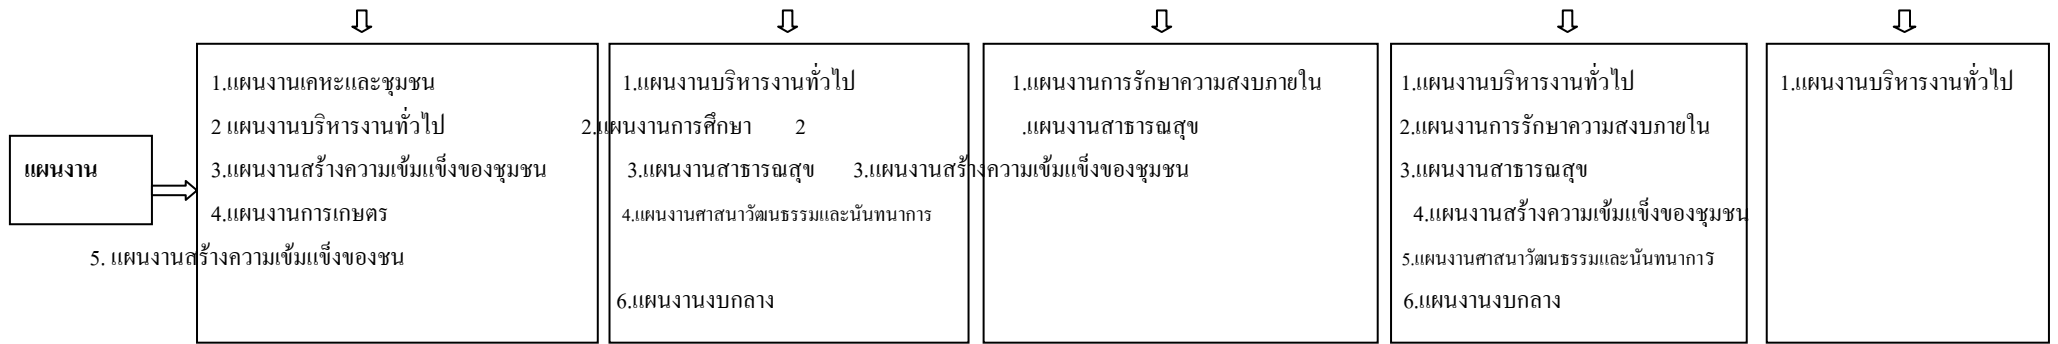 แผนงาน
1.แผนงานเคหะและชุมชน
2 แผนงานบริหารงานทั่วไป
3.แผนงานสร้างความเข้มแข็งของชุมชน
4.แผนงานการเกษตร
5. แผนงานสร้างความเข้มแข็งของชน
1.แผนงานบริหารงานทั่วไป
2.แผนงานการศึกษา
3.แผนงานสาธารณสุข
4.แผนงานศาสนาวัฒนธรรมและนันทนาการ
6.แผนงานงบกลาง
1.แผนงานการรักษาความสงบภายใน
2 .แผนงานสาธารณสุข
3.แผนงานสร้างความเข้มแข็งของชุมชน
1.แผนงานบริหารงานทั่วไป
2.แผนงานการรักษาความสงบภายใน
3.แผนงานสาธารณสุข
4.แผนงานสร้างความเข้มแข็งของชุมชน
5.แผนงานศาสนาวัฒนธรรมและนันทนาการ
6.แผนงานงบกลาง
1.แผนงานบริหารงานทั่วไป